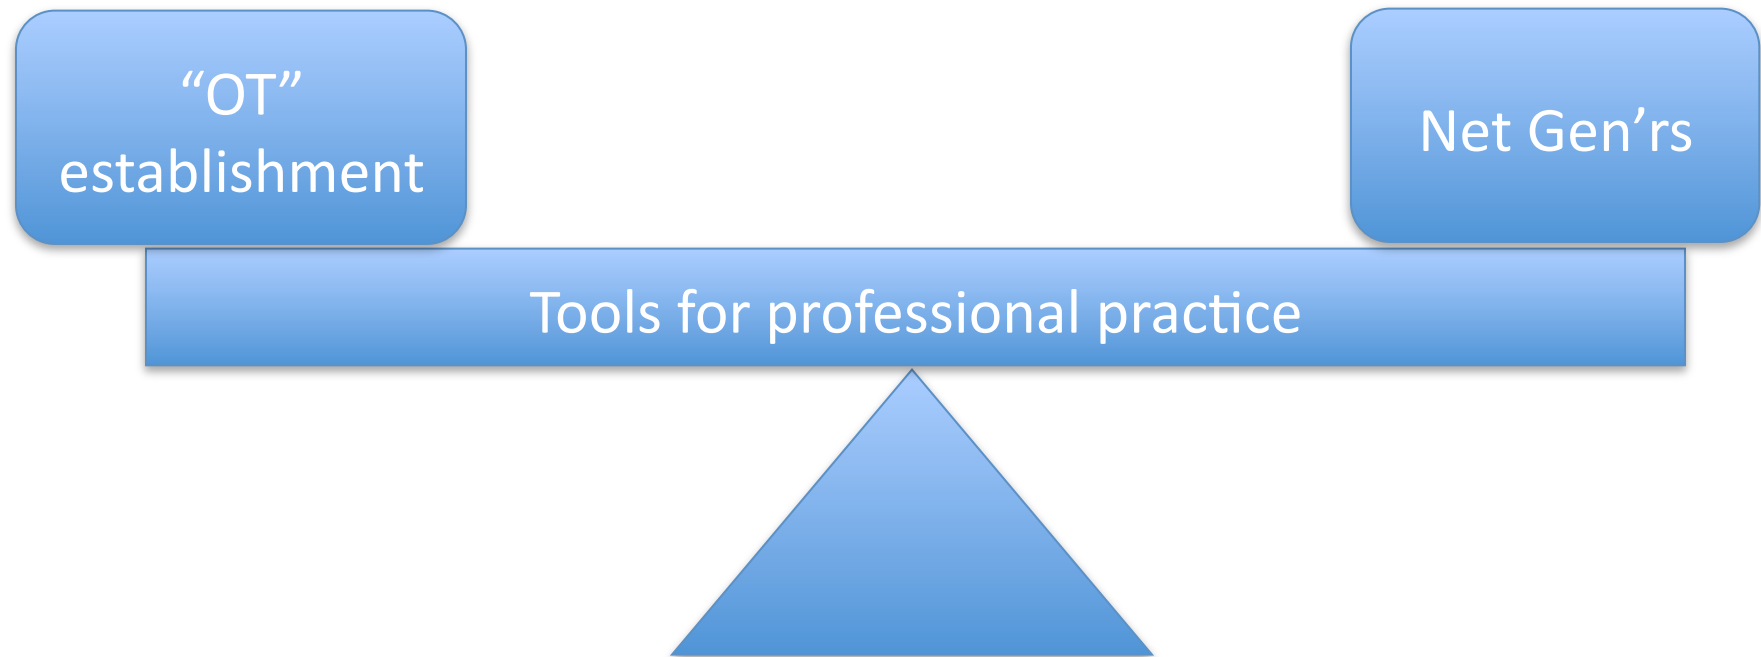 “OT”
establishment
Net Gen’rs
Tools for professional practice